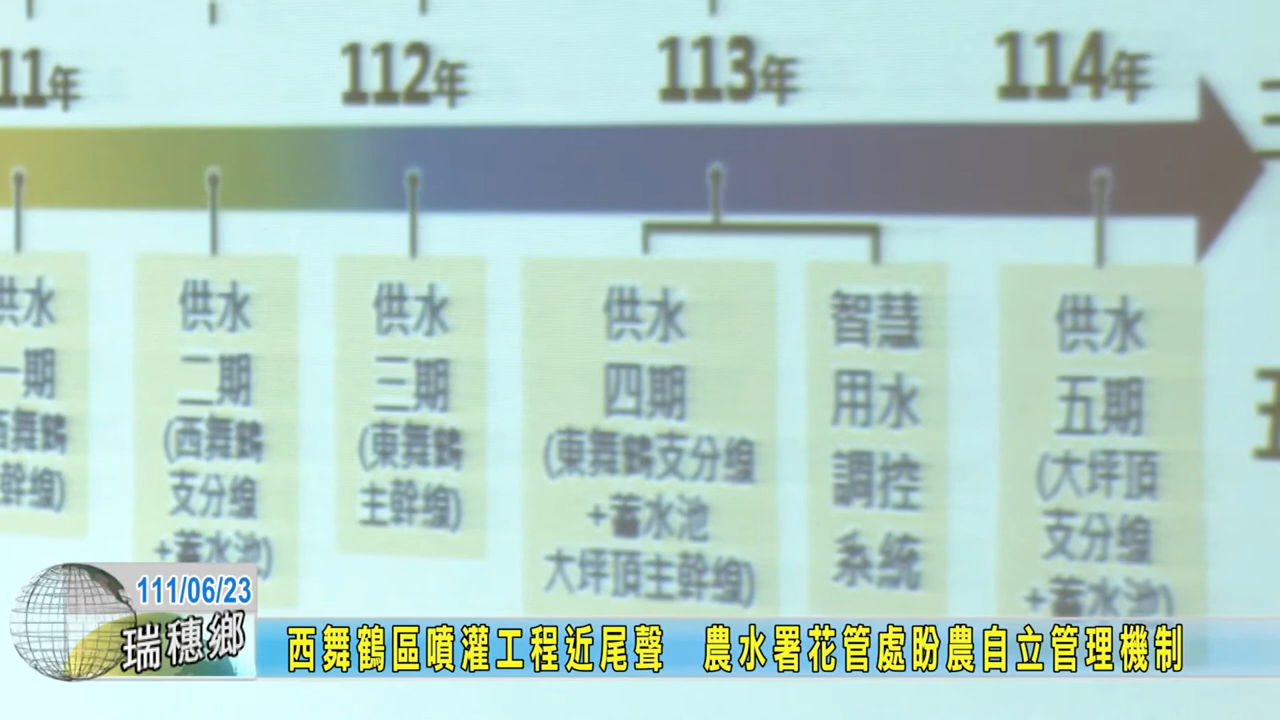 11年
112年
113年
114年
供水
一期
西舞鶴
幹線)
供水
二期
(西舞鶴
支分線
+蓄水池)
供水
三期
(東舞鶴
主幹線)
供水
四期
(東舞鶴支分線
+蓄水池
大坪頂主幹線)
智慧
用水
調控
系統
供水
五期
(大坪頂
支分線
+蓄水池)
111/06/23
瑞穗鄉
西舞鶴區噴灌工程近尾聲 農水署花管處盼農自立管理機制